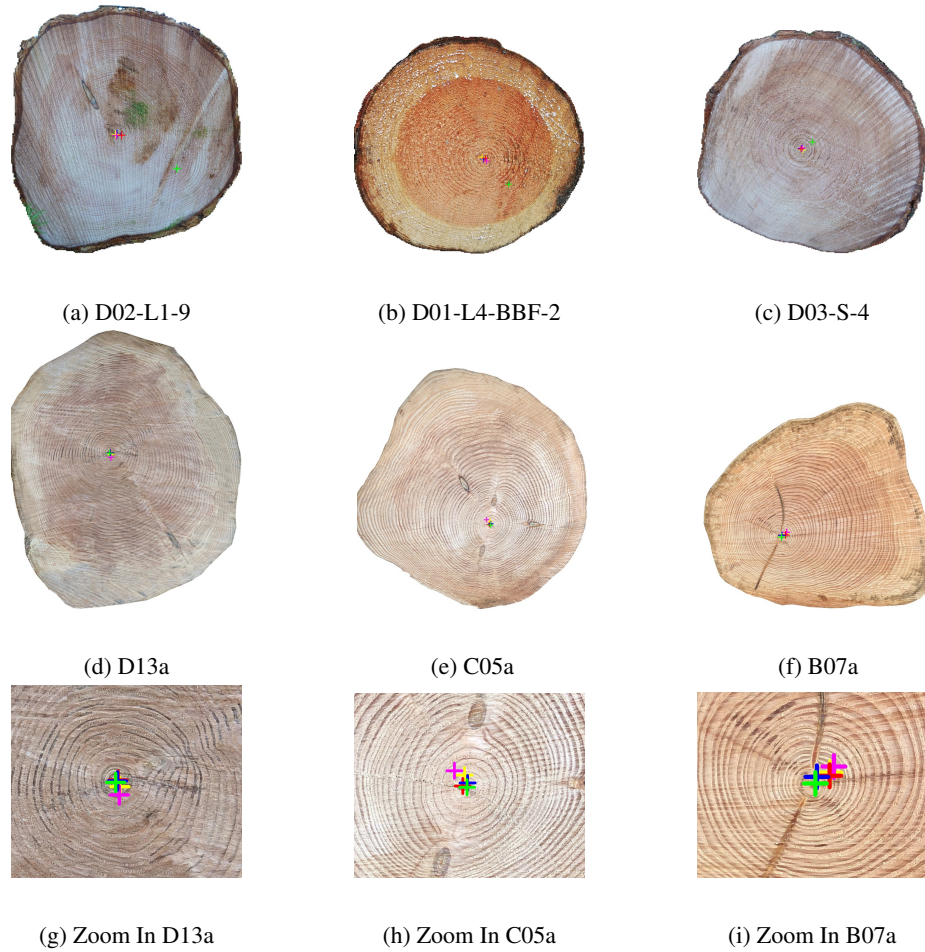 (a) D02-L1-9
(b) D01-L4-BBF-2
(c) D03-S-4
(d) D13a
(e) C05a
(f) B07a
(g) Zoom In D13a
(h) Zoom In C05a
(i) Zoom In B07a